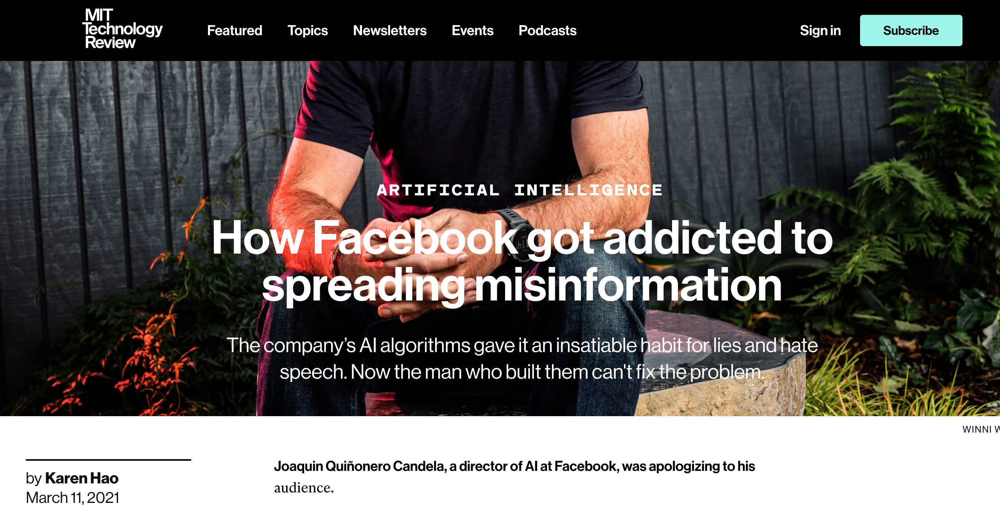 MIT
Technology
Review
Featured
Topics
Newsletters
Events
Podcasts
Sign in
Subscribe
ARTIFICIAL INTELLIGENCE
How Facebook got addicted to
spreading misinformation
The company’s AI algorithms gave it an insatiable habit for lies and hate
speech. Now the man who built them can't fix the problem.
WINNI
by Karen Hao
March 11, 2021
Joaquin Quiñonero Candela, a director of AI at Facebook, was apologizing to his
audience.